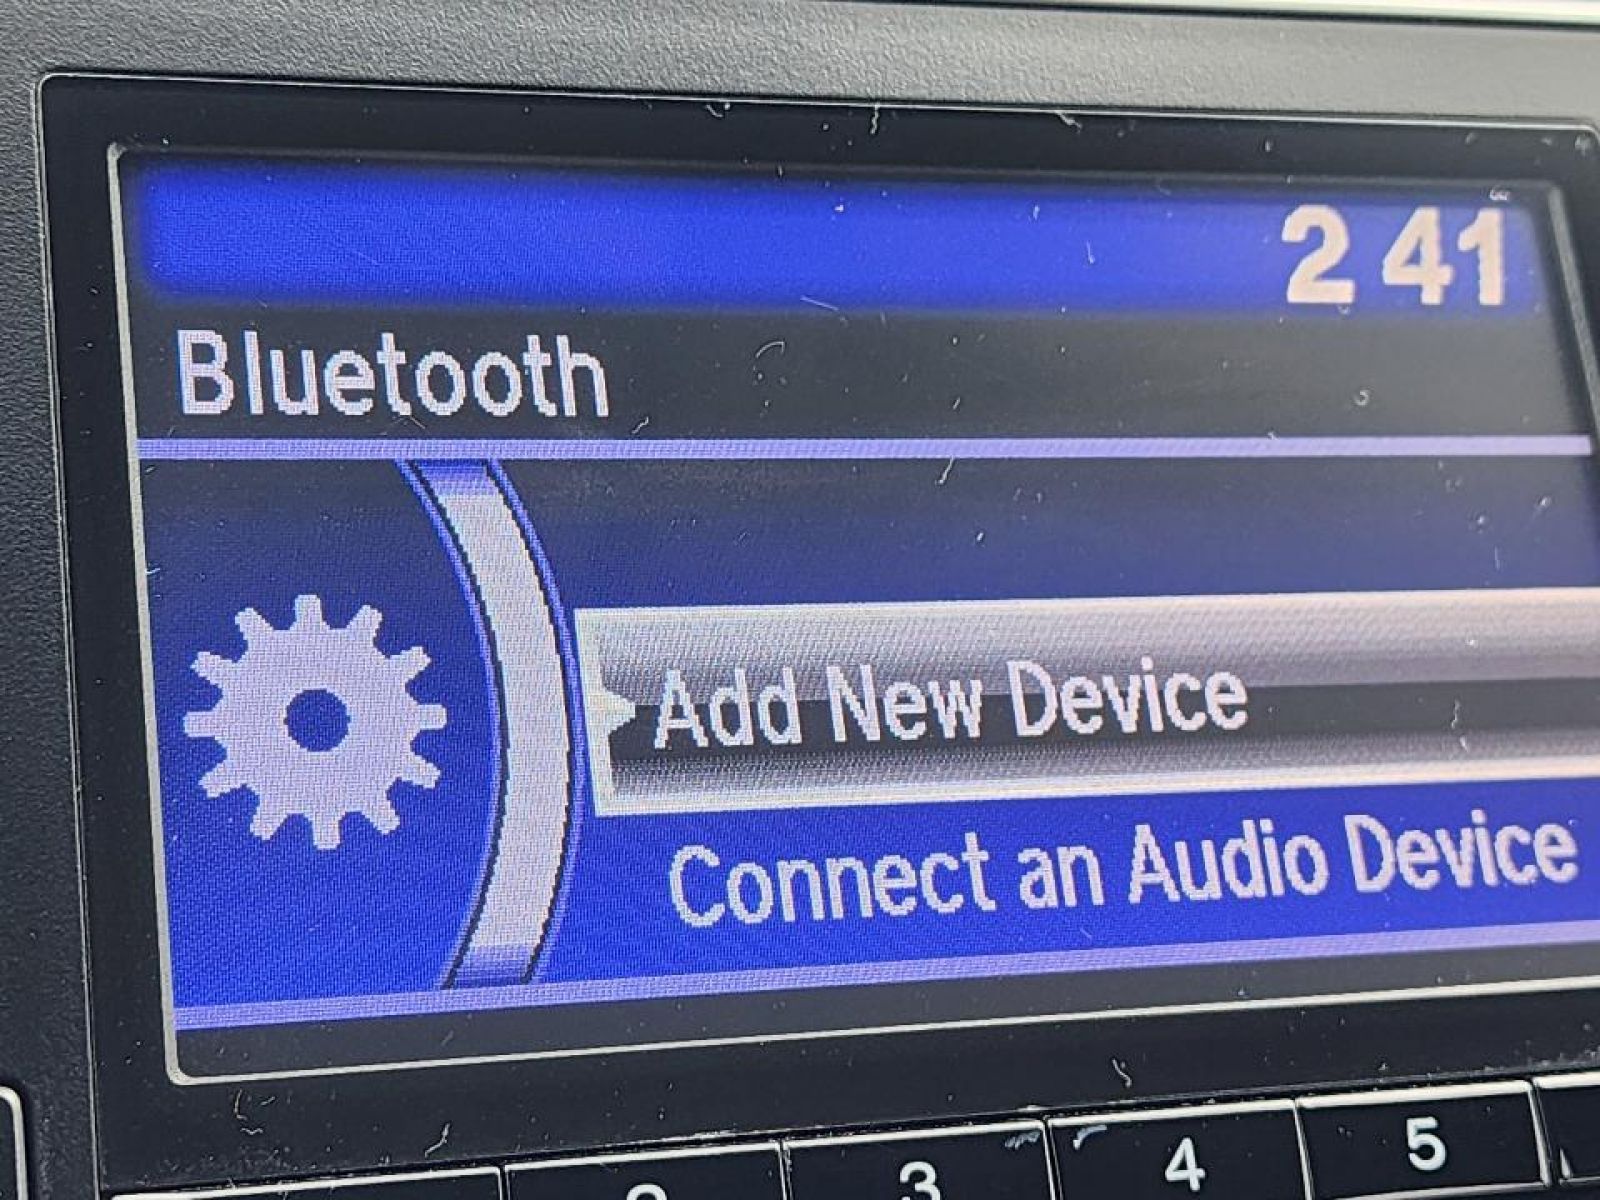 2 41
Bluetooth
Add New Device
Connect an Audio Device
3
4
5